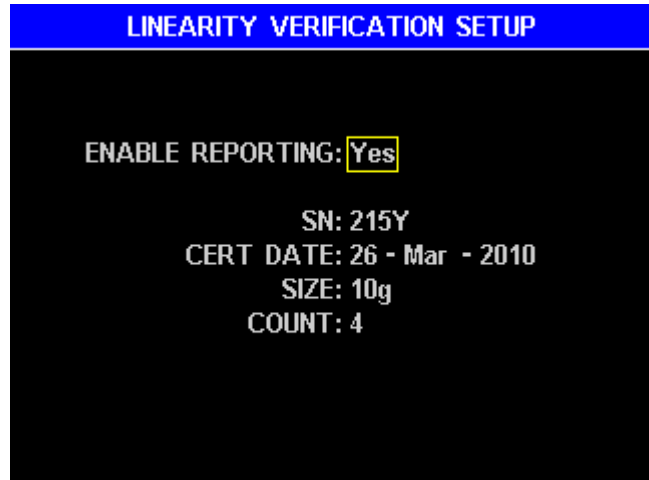 LINEARITY VERIFICATION SETUP
ENABLE REPORTING: Yes
SN: 215Y
CERT DATE: 26 - Mar - 2010
SIZE: 10g
COUNT: 4